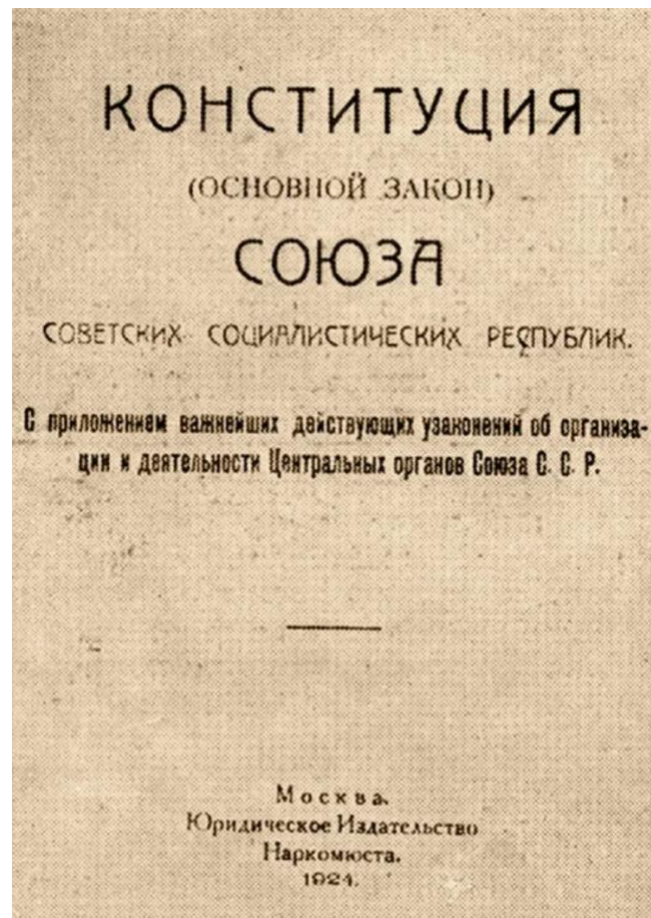 КОНСТИТУЦИЯ
(ОСНОВНОЙ ЗАКОН)
СОЮЗА
СОВЕТСКИХ СОЦИАЛИСТИЧЕСКИХ РЕСПУБЛИК.
С приложением важнейших действующих узаконений об организа-
ции и деятельности Центральных органов Союза С. С. Р.
Москва.
Юридическое Издательство
Наркомюста.
1924.